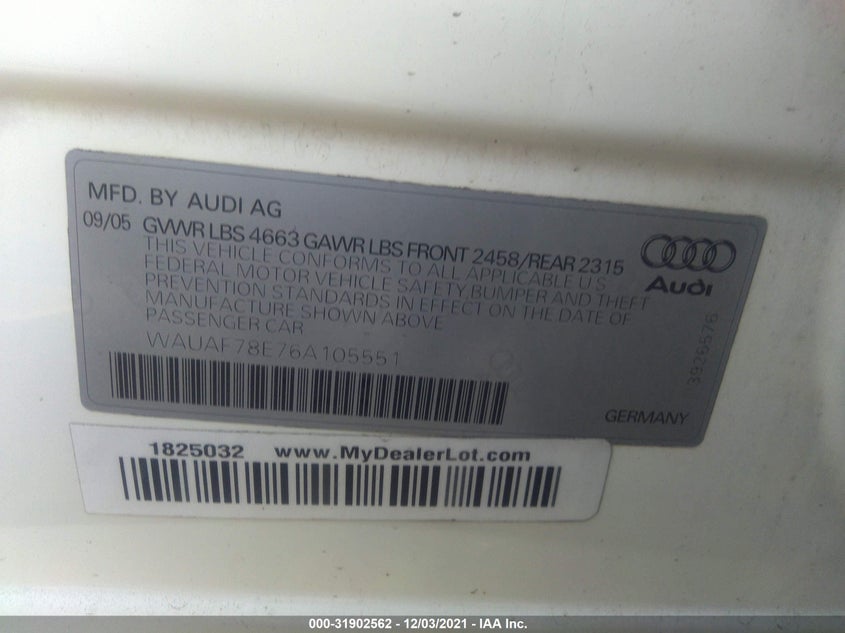 MFD. BY AUDI AG
09/05 GVWR LBS 4663 GAWR LBS FRONT 2458/REAR 2315
THIS VEHICLE CONFORMS TO ALL APPLICABLE U S
FEDERAL MOTOR VEHICLE SAFETY,BUMPER AND THEFT
PREVENTION STANDARDS IN EFFECT ON THE DATE OF
MANUFACTURE SHOWN ABOVE
PASSENGER CAR
WAUAF78E76A105551
Audi
3926576
GERMANY
1825032 www.MyDealerLot.com
000-31902562 - 12/03/2021 - IAA Inc.